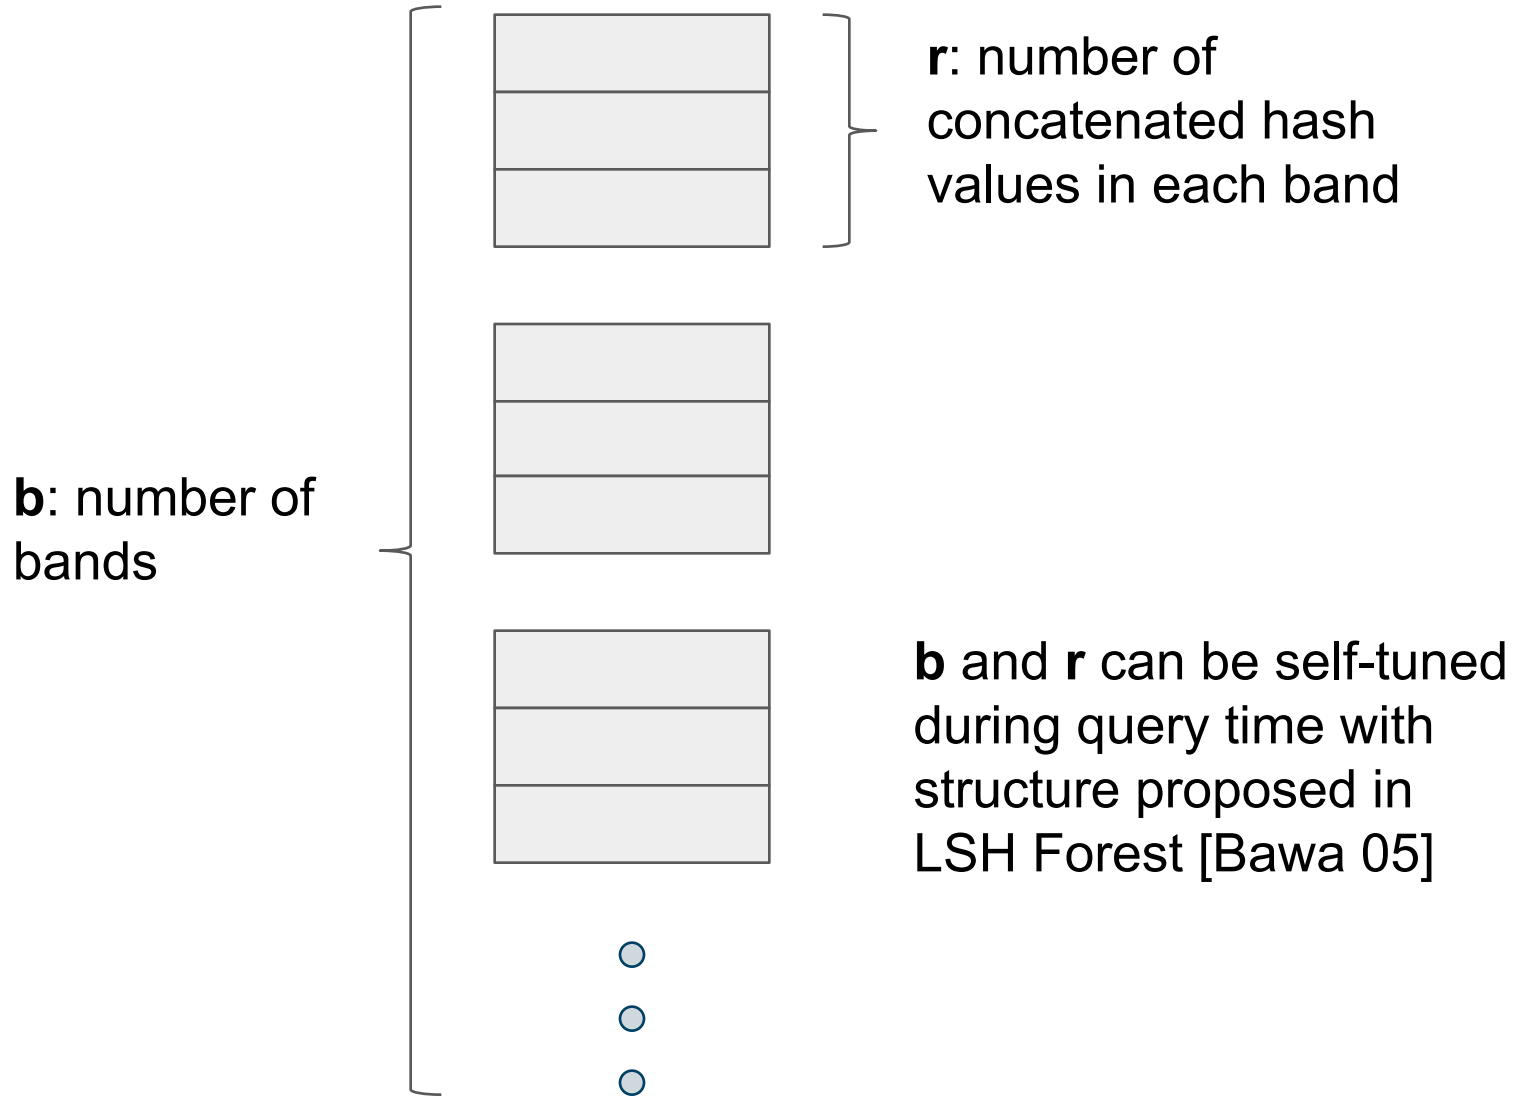 r: number of
concatenated hash
values in each band
b: number of
bands
b and r can be self-tuned
during query time with
structure proposed in
LSH Forest [Bawa 05]